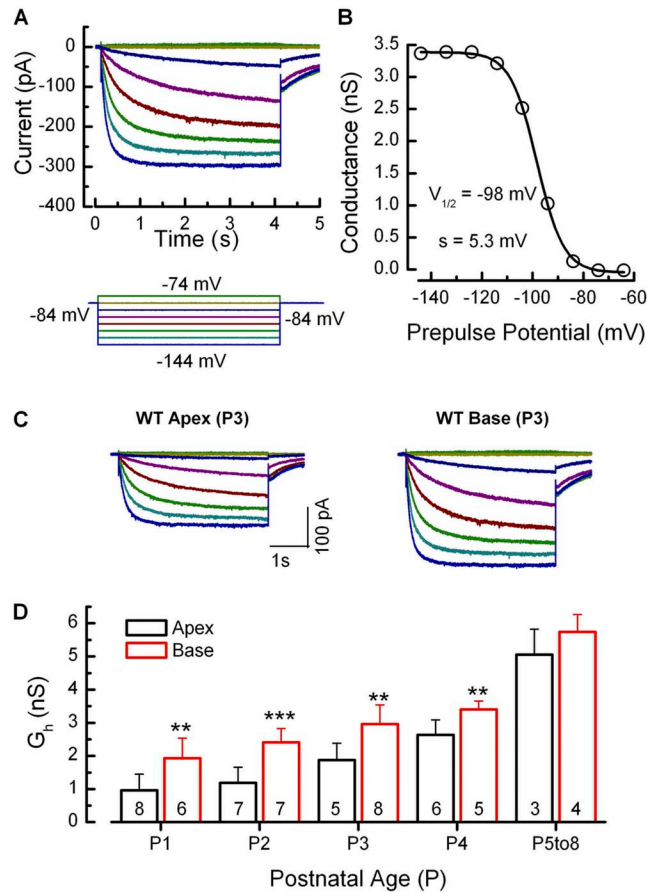 A
Current (pA)
0
-100
-200
-300
-400
0 1 2 3 4 5
Time (s)
-74 mV
-84 mV
-84 mV
-144 mV
B
Conductance (nS)
3.5
3.0
2.5
2.0
1.5
1.0
0.5
0.0
V1/2 = -98 mV
s = 5.3 mV
-140 -120 -100 -80 -60
Prepulse Potential (mV)
C
WT Apex (P3)
WT Base (P3)
1s
100 pA
D
Gh (nS)
6
5
4
3
2
1
0
Apex
Base
** *** ** **
8 6 7 7 5 8 6 5 3 4
P1 P2 P3 P4 P5to8
Postnatal Age (P)